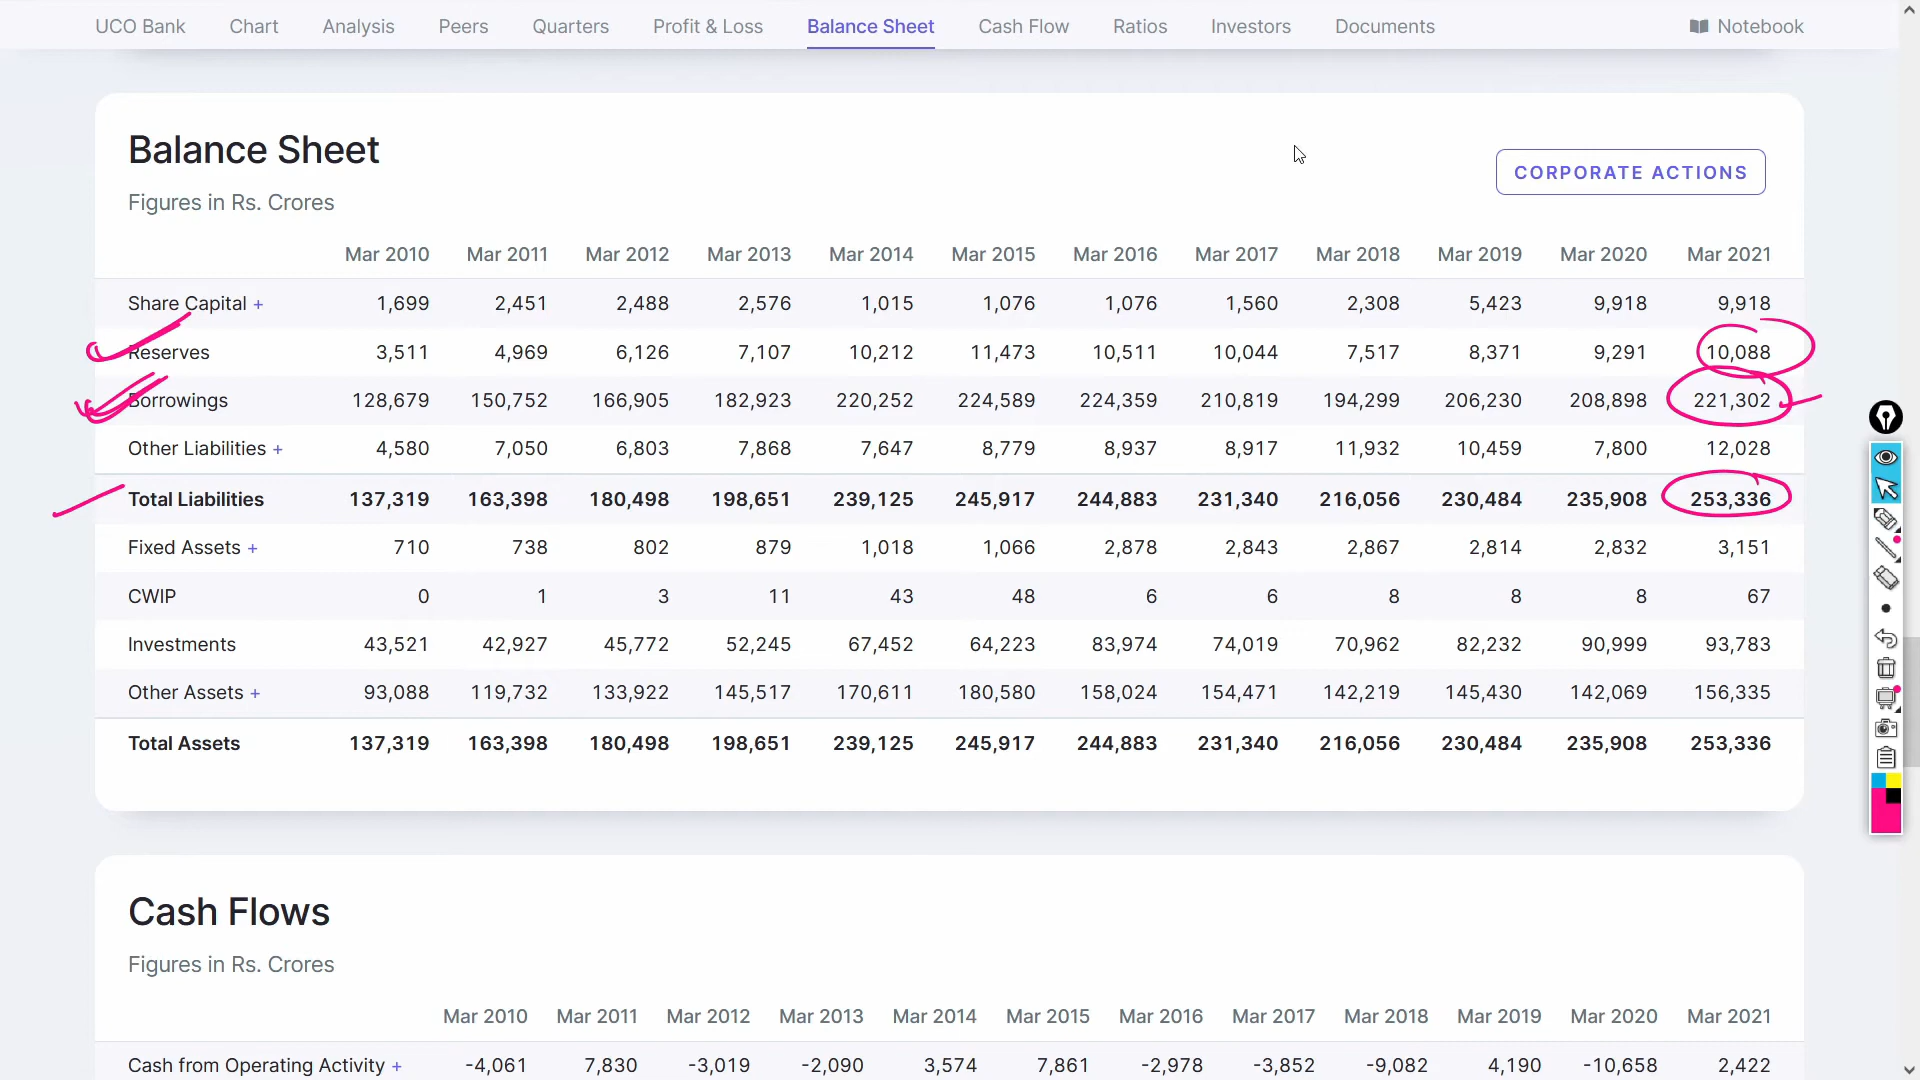 UCO Bank Chart Analysis Peers Quarters Profit & Loss Balance Sheet Cash Flow Ratios Investors Documents Notebook
Balance Sheet
CORPORATE ACTIONS
Figures in Rs. Crores
Mar 2010 Mar 2011 Mar 2012 Mar 2013 Mar 2014 Mar 2015 Mar 2016 Mar 2017 Mar 2018 Mar 2019 Mar 2020 Mar 2021
Share Capital + 1,699 2,451 2,488 2,576 1,015 1,076 1,076 1,560 2,308 5,423 9,918 9,918
Reserves 3,511 4,969 6,126 7,107 10,212 11,473 10,511 10,044 7,517 8,371 9,291 10,088
Borrowings 128,679 150,752 166,905 182,923 220,252 224,589 224,359 210,819 194,299 206,230 208,898 221,302
Other Liabilities + 4,580 7,050 6,803 7,868 7,647 8,779 8,937 8,917 11,932 10,459 7,800 12,028
Total Liabilities 137,319 163,398 180,498 198,651 239,125 245,917 244,883 231,340 216,056 230,484 235,908 253,336
Fixed Assets + 710 738 802 879 1,018 1,066 2,878 2,843 2,867 2,814 2,832 3,151
CWIP 0 1 3 11 43 48 6 6 8 8 8 67
Investments 43,521 42,927 45,772 52,245 67,452 64,223 83,974 74,019 70,962 82,232 90,999 93,783
Other Assets + 93,088 119,732 133,922 145,517 170,611 180,580 158,024 154,471 142,219 145,430 142,069 156,335
Total Assets 137,319 163,398 180,498 198,651 239,125 245,917 244,883 231,340 216,056 230,484 235,908 253,336
Cash Flows
Figures in Rs. Crores
Mar 2010 Mar 2011 Mar 2012 Mar 2013 Mar 2014 Mar 2015 Mar 2016 Mar 2017 Mar 2018 Mar 2019 Mar 2020 Mar 2021
Cash from Operating Activity + -4,061 7,830 -3,019 -2,090 3,574 7,861 -2,978 -3,852 -9,082 4,190 -10,658 2,422